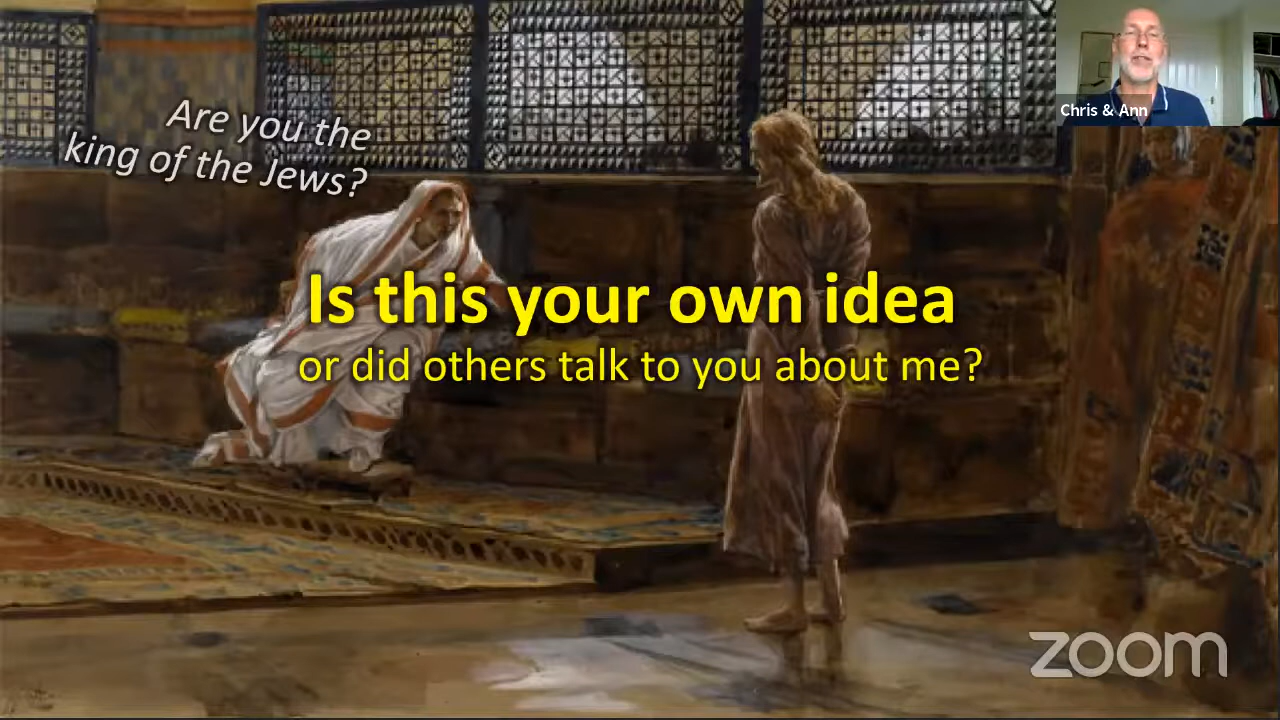 Chris & Ann
Are you the
king of the Jews?
Is this your own idea
or did others talk to you about me?
zoom